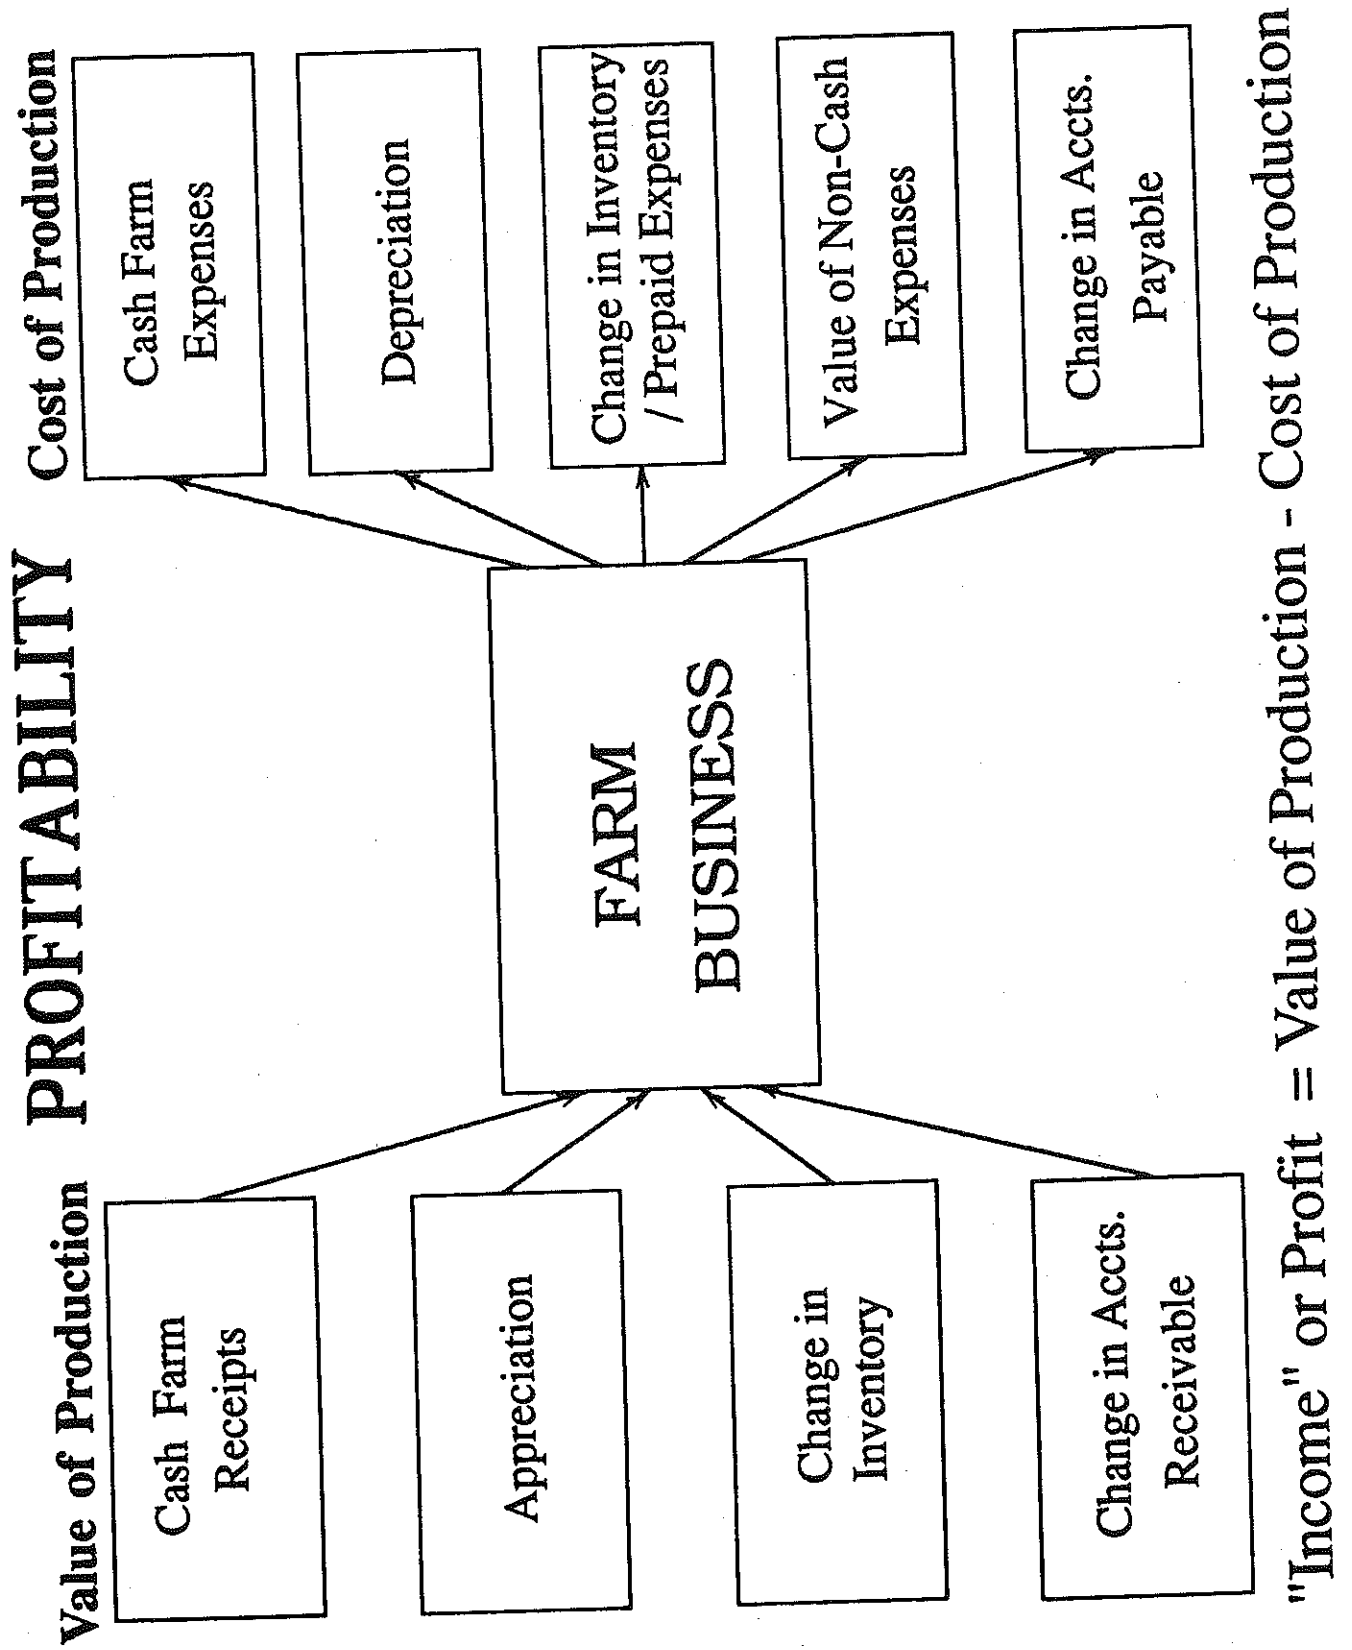 PROFITABILITY
Value of Production
Cash Farm
Receipts
Appreciation
Change in
Inventory
Change in Accts.
Receivable
FARM
BUSINESS
Cost of Production
Cash Farm
Expenses
Depreciation
Change in Inventory
/ Prepaid Expenses
Value of Non-Cash
Expenses
Change in Accts.
Payable
"Income" or Profit = Value of Production - Cost of Production